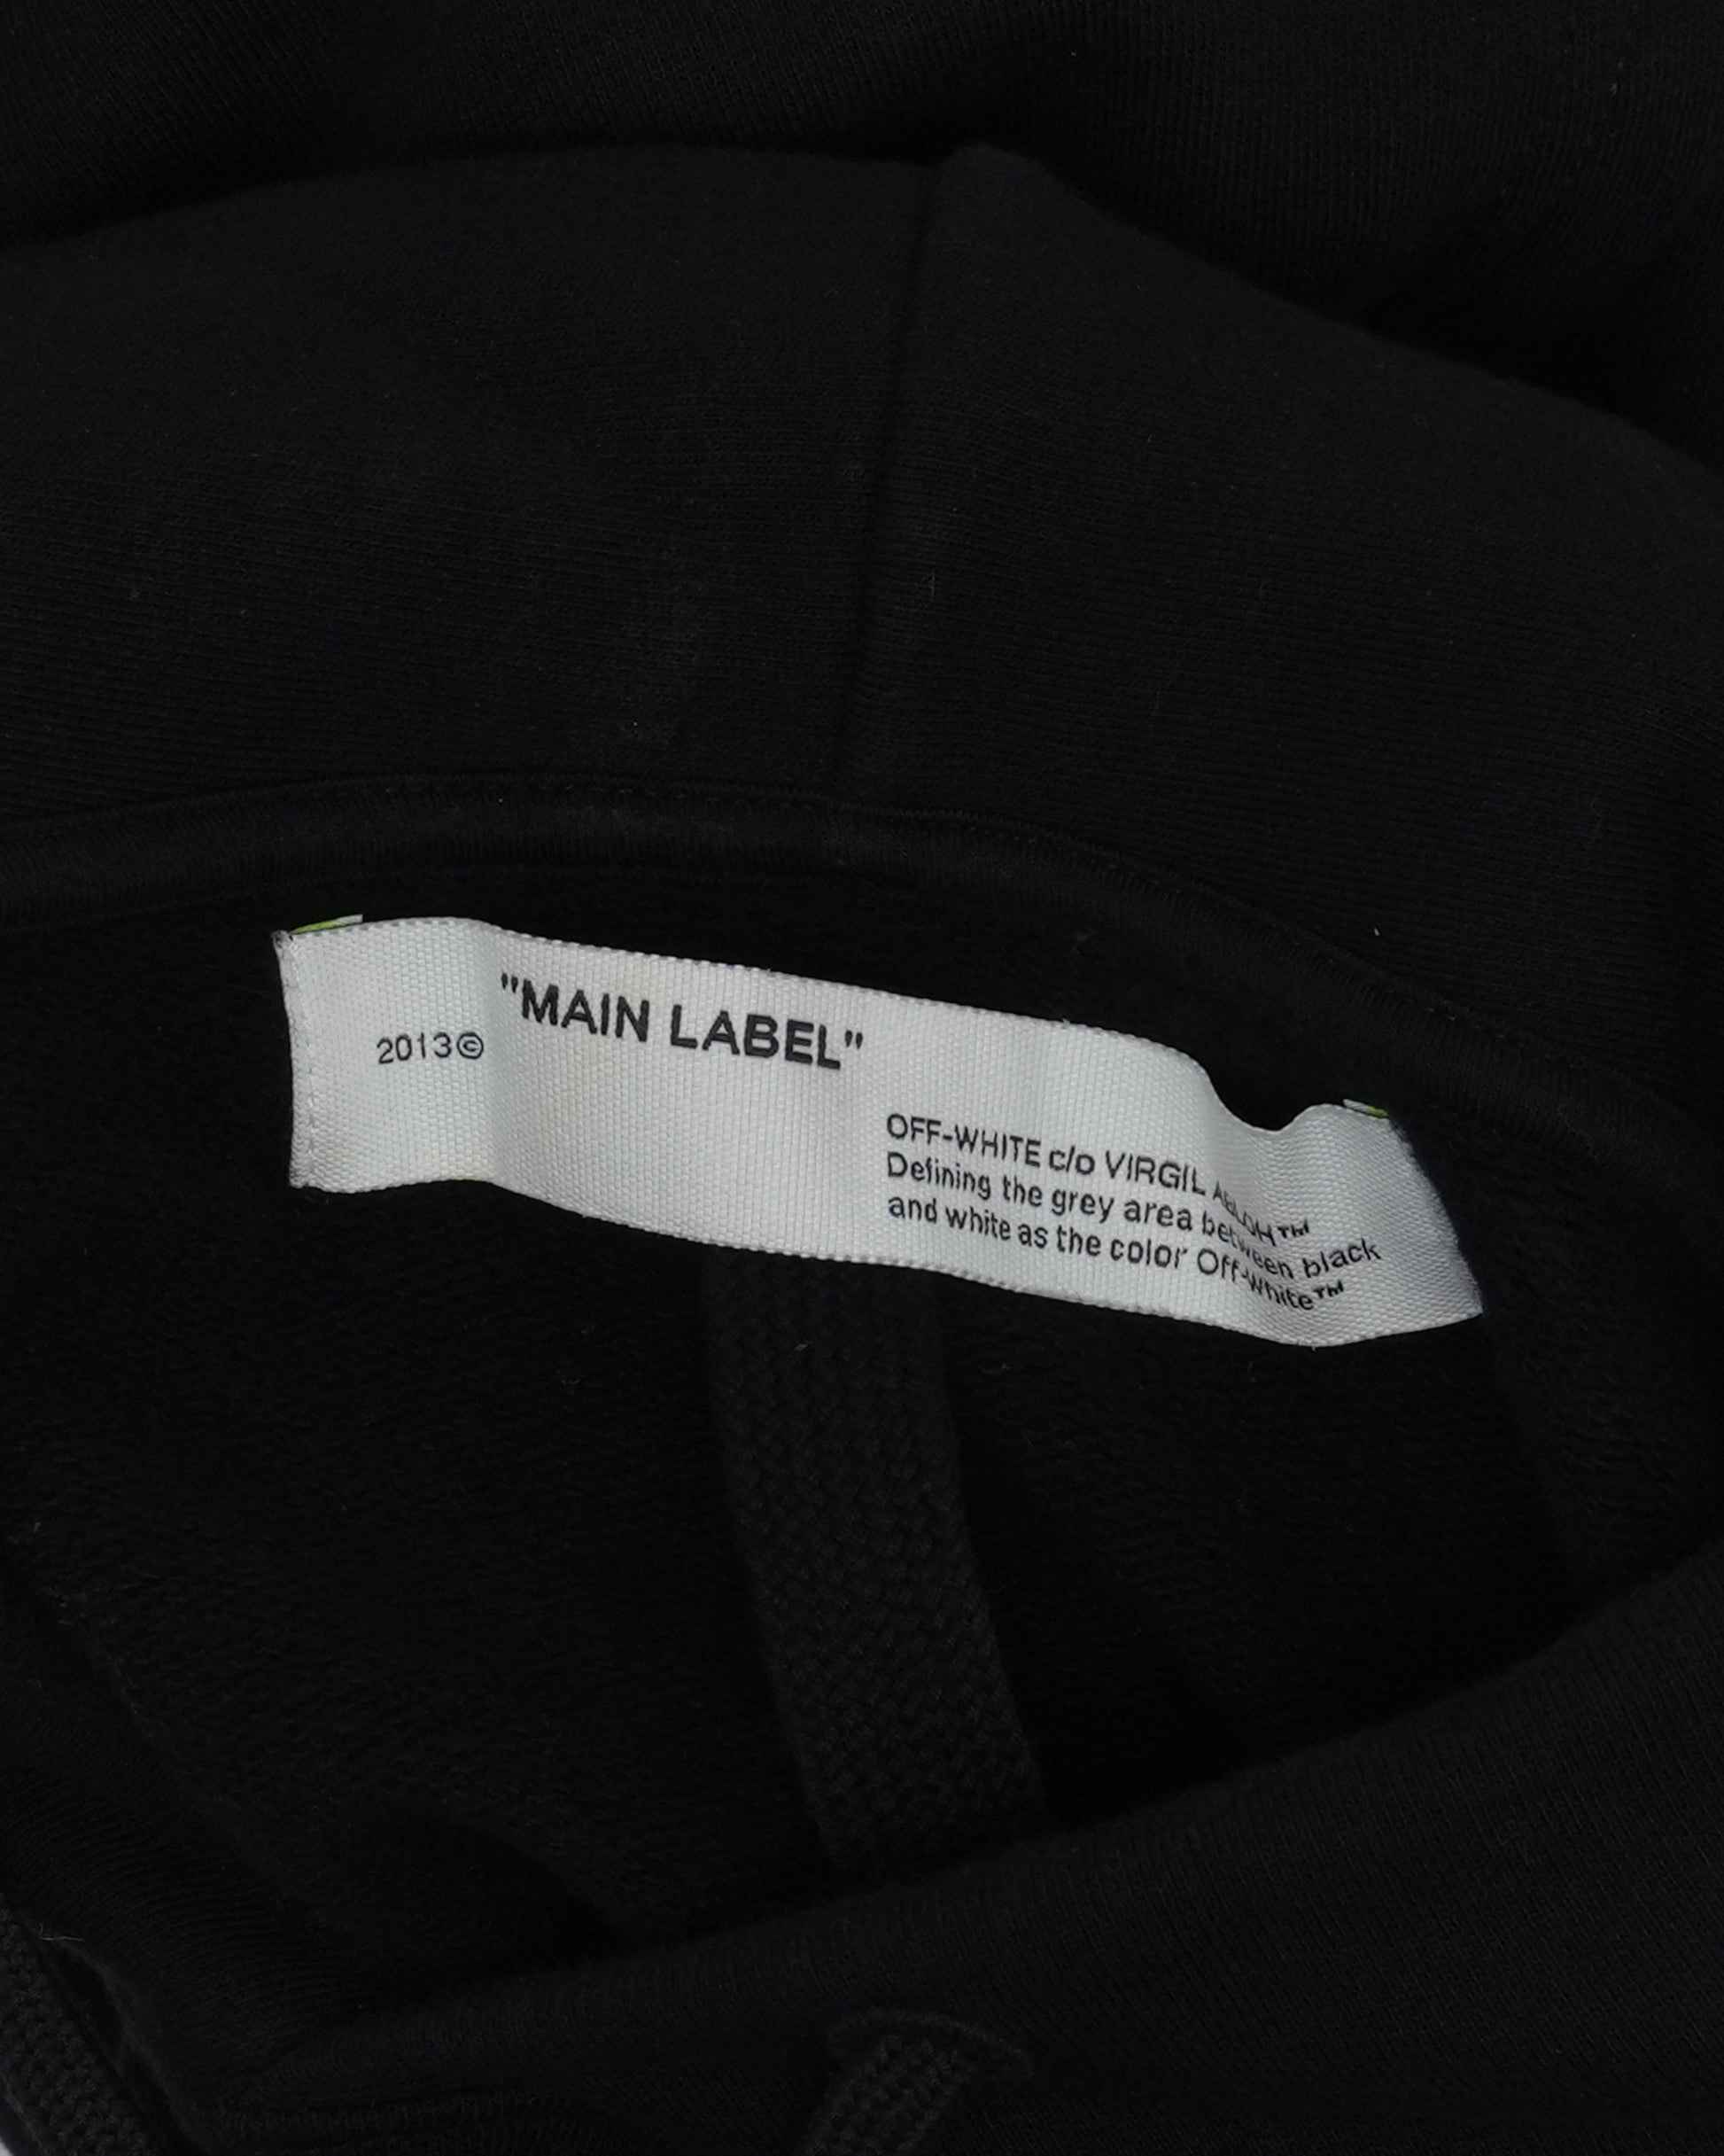 "MAIN LABEL"
2013©
OFF-WHITE c/o VIRGIL ABLOH™
Defining the grey area between black
and white as the color Off-White™